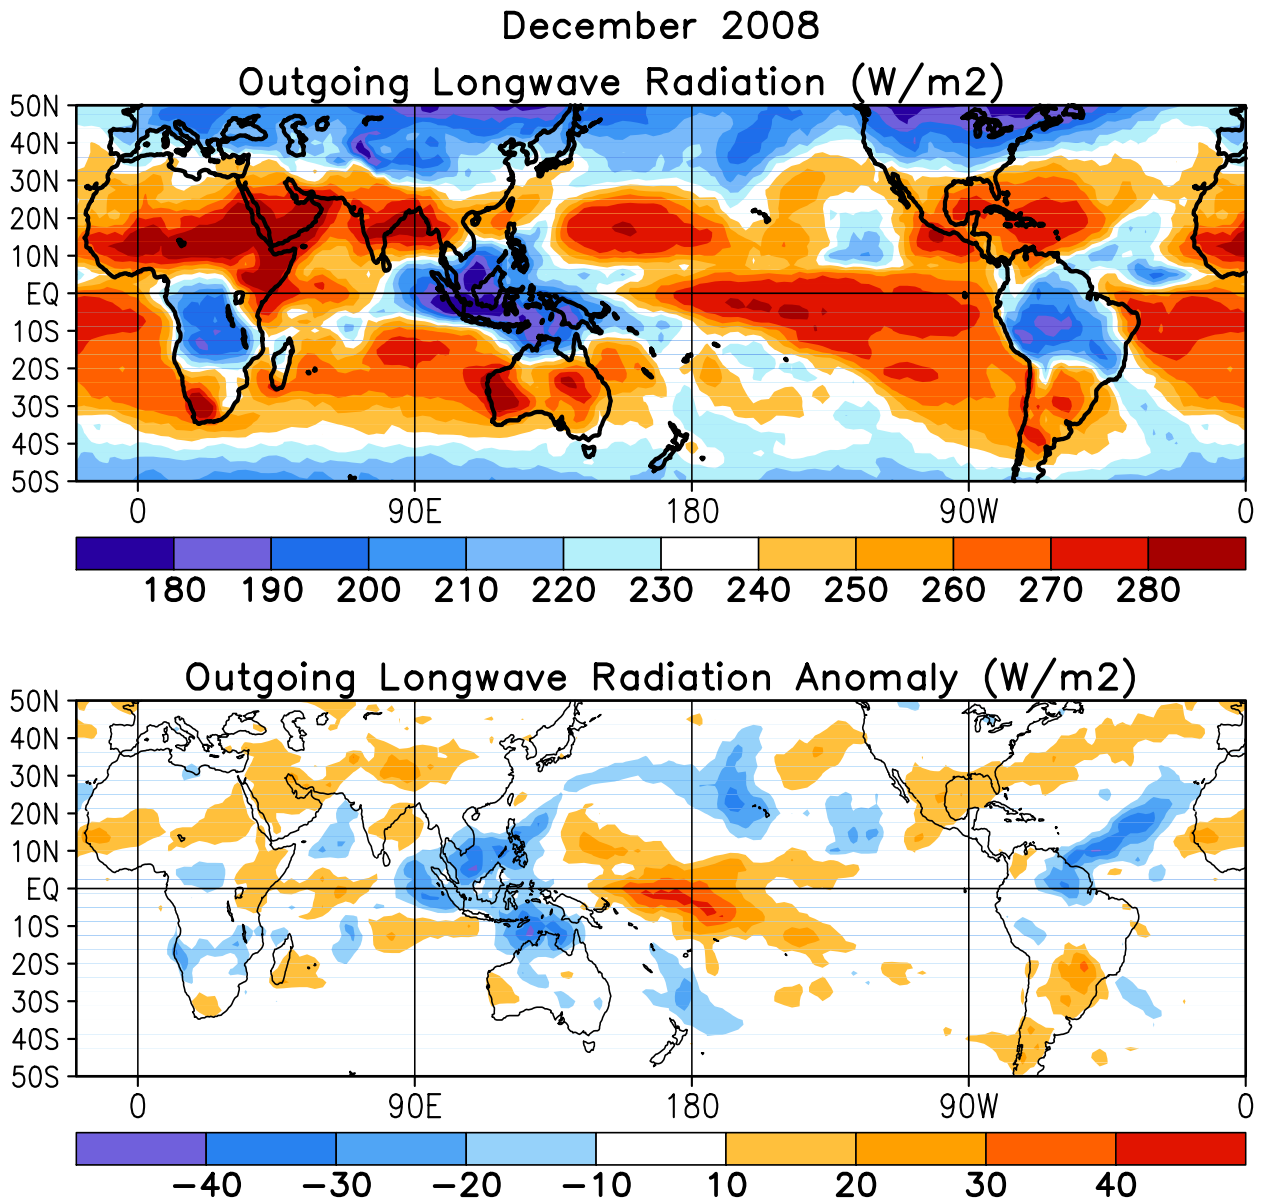 December 2008
Outgoing Longwave Radiation (W/m2)
50N
40N
30N
20N
10N
EQ
10S
20S
30S
40S
50S
0 90E 180 90W 0
180 190 200 210 220 230 240 250 260 270 280
Outgoing Longwave Radiation Anomaly (W/m2)
50N
40N
30N
20N
10N
EQ
10S
20S
30S
40S
50S
0 90E 180 90W 0
−40 −30 −20 −10 10 20 30 40